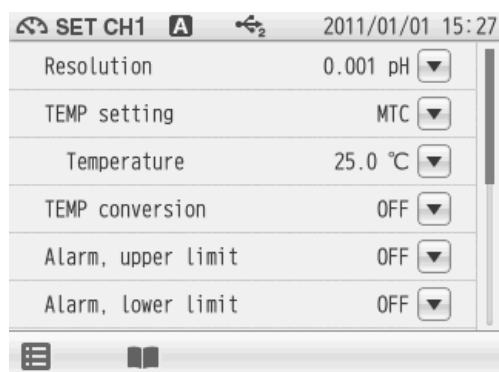 SET CH1 A 2 2011/01/01 15:27
Resolution 0.001 pH
TEMP setting MTC
Temperature 25.0 ℃
TEMP conversion OFF
Alarm, upper limit OFF
Alarm, lower limit OFF